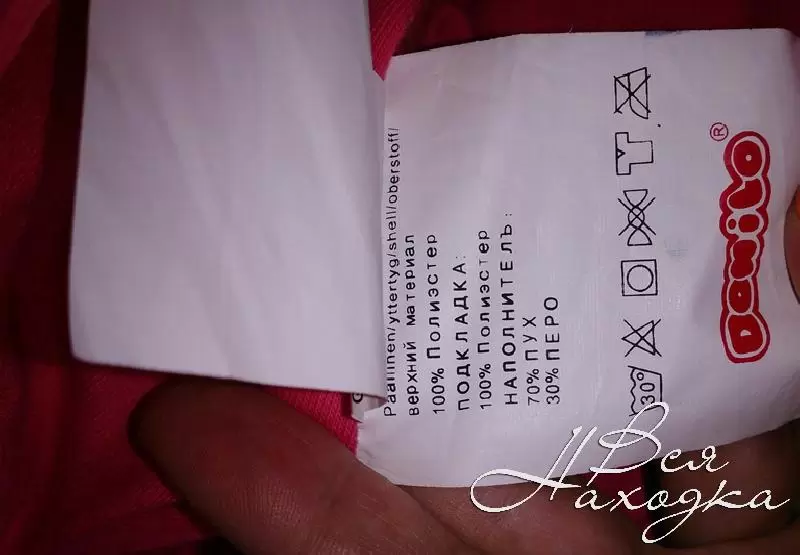 Päällinen/yttertyg/shell/oberstoff/
верхний материал
100% Полиэстер
ПОДКЛАДКА:
100% Полиэстер
НАПОЛНИТЕЛЬ:
70% ПУХ
30% ПЕРО
30°
Danilo®
Вся
Находка